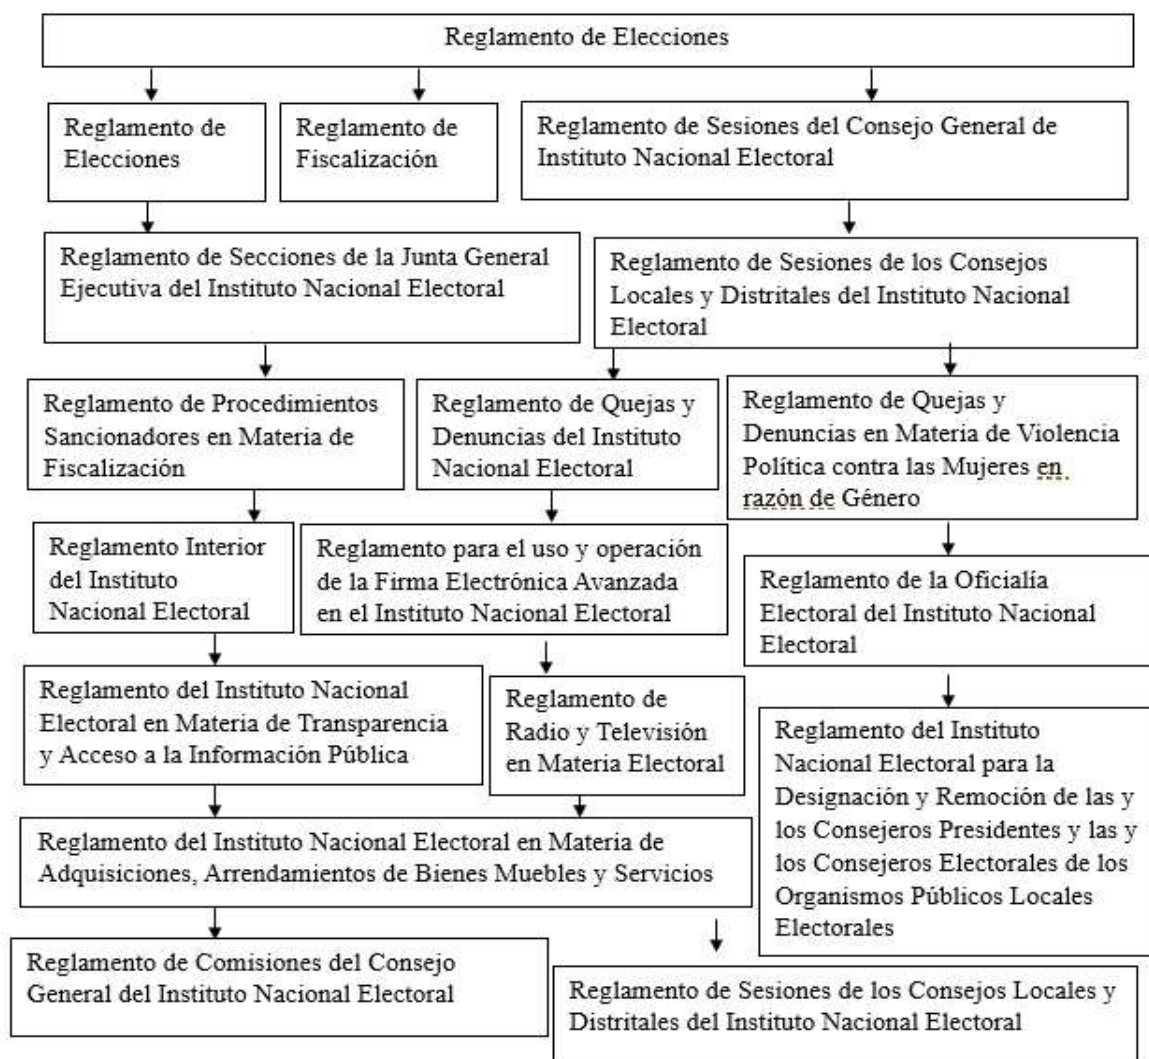 Reglamento de Elecciones
Reglamento de
Elecciones
Reglamento de
Fiscalización
Reglamento de Sesiones del Consejo General de
Instituto Nacional Electoral
Reglamento de Secciones de la Junta General
Ejecutiva del Instituto Nacional Electoral
Reglamento de Sesiones de los Consejos
Locales y Distritales del Instituto Nacional
Electoral
Reglamento de Procedimientos
Sancionadores en Materia de
Fiscalización
Reglamento de Quejas y
Denuncias del Instituto
Nacional Electoral
Reglamento de Quejas y
Denuncias en Materia de Violencia
Política contra las Mujeres en
razón de Género
Reglamento Interior
del Instituto
Nacional Electoral
Reglamento para el uso y operación
de la Firma Electrónica Avanzada
en el Instituto Nacional Electoral
Reglamento de la Oficialía
Electoral del Instituto Nacional
Electoral
Reglamento del Instituto Nacional
Electoral en Materia de Transparencia
y Acceso a la Información Pública
Reglamento de
Radio y Televisión
en Materia Electoral
Reglamento del Instituto
Nacional Electoral para la
Designación y Remoción de las y
los Consejeros Presidentes y las y
los Consejeros Electorales de los
Organismos Públicos Locales
Electorales
Reglamento del Instituto Nacional Electoral en Materia de
Adquisiciones, Arrendamientos de Bienes Muebles y Servicios
Reglamento de Comisiones del Consejo
General del Instituto Nacional Electoral
Reglamento de Sesiones de los Consejos Locales y
Distritales del Instituto Nacional Electoral